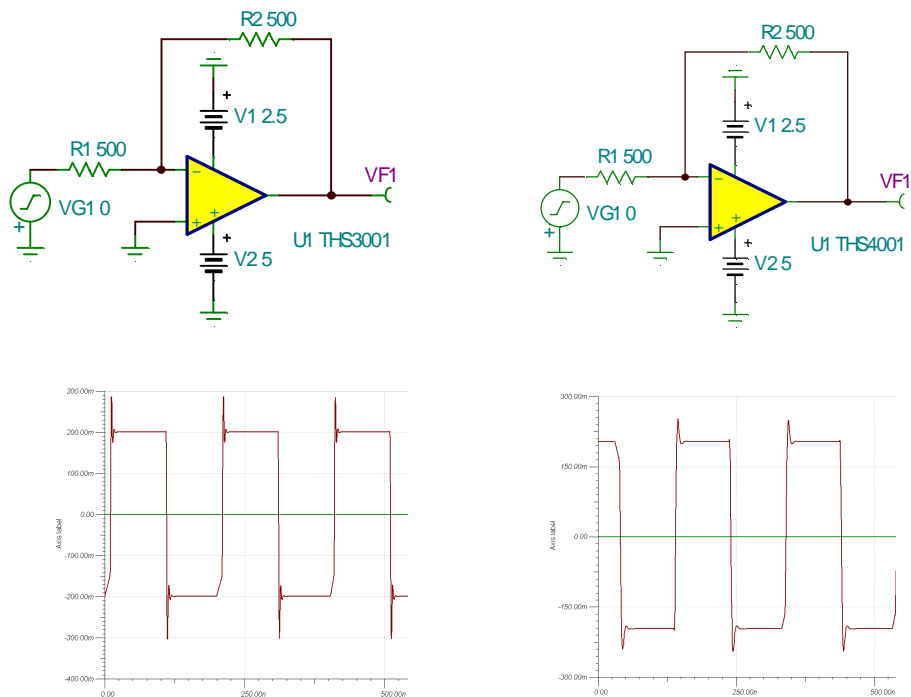 R2 500
+
V1 2.5
R1 500
VF1
VG1 0
+
−
+
+
U1 THS3001
+
V2 5
R2 500
+
V1 2.5
R1 500
VF1
VG1 0
+
−
+
+
U1 THS4001
+
V2 5
300.00m
200.00m
100.00m
0.00
-100.00m
-200.00m
-300.00m
-400.00m
Axis label
0.00
250.00n
500.00n
300.00m
150.00m
0.00
-150.00m
-300.00m
Axis label
0.00
250.00n
500.00n